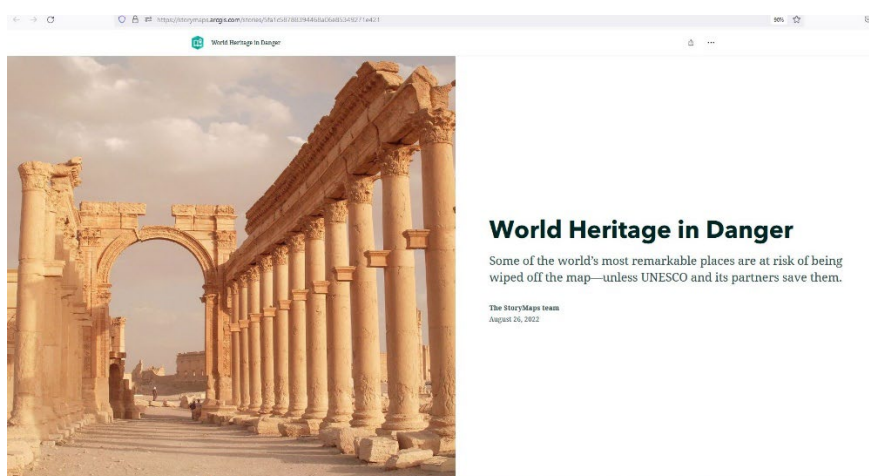 World Heritage in Danger
World Heritage in Danger
Some of the world’s most remarkable places are at risk of being
wiped off the map—unless UNESCO and its partners save them.
The StoryMaps team
August 26, 2022